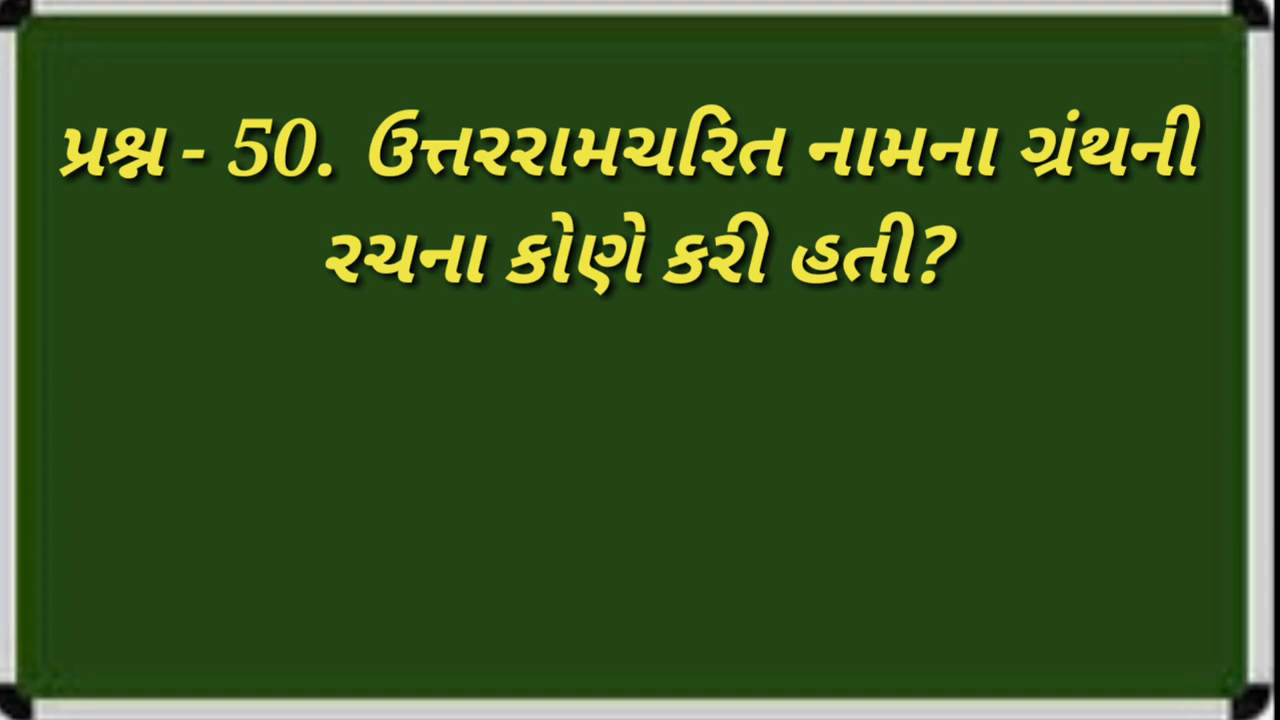 પ્રશ્ન - 50. ઉત્તરરામચરિત નામના ગ્રંથની
રચના કોણે કરી હતી?